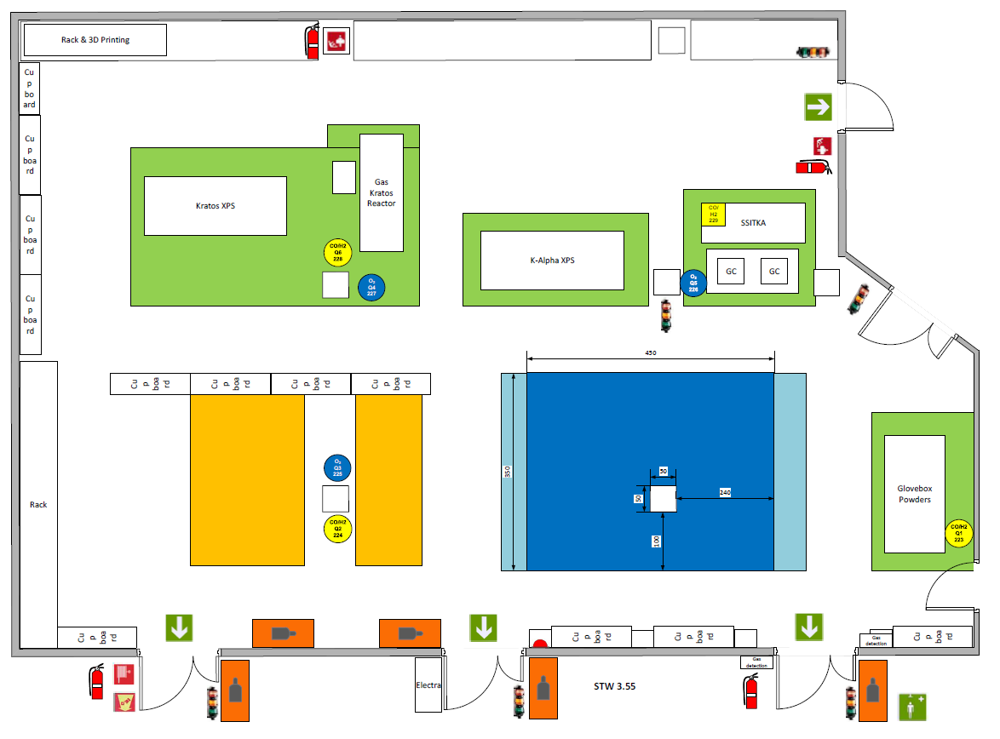 Rack & 3D Printing
Cu
p
bo
ard
Cu
p
boa
rd
Cu
p
boa
rd
Cu
p
boa
rd
Kratos XPS
Gas
Kratos
Reactor
CO/H2
Q6
228
O₂
Q4
227
K-Alpha XPS
CO/
H2
229
SSITKA
GC
GC
O₂
Q5
226
450
Cu
p
boa
rd
Cu
p
boa
rd
Cu
p
boa
rd
Cu
p
boa
rd
350
50
50
240
100
O₂
Q3
225
CO/H2
Q2
224
Rack
Glovebox
Powders
CO/H2
Q1
223
Cu
p
boa
rd
Cu
p
boa
rd
Cu
p
boa
rd
Gas
detection
Cu
p
boa
rd
Electra
STW 3.55
Gas
detection